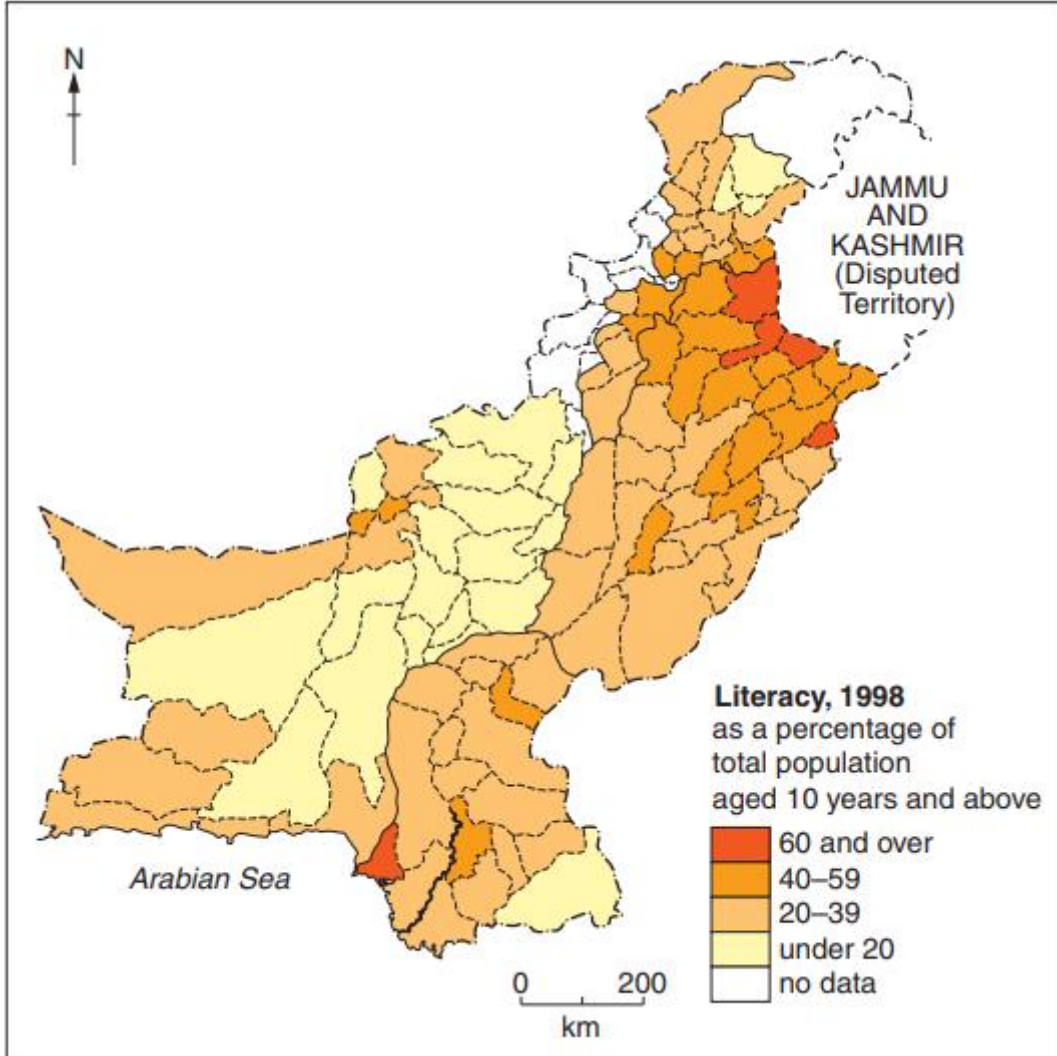 N
JAMMU
AND
KASHMIR
(Disputed
Territory)
Arabian Sea
Literacy, 1998
as a percentage of
total population
aged 10 years and above
60 and over
40–59
20–39
under 20
no data
0 200
km